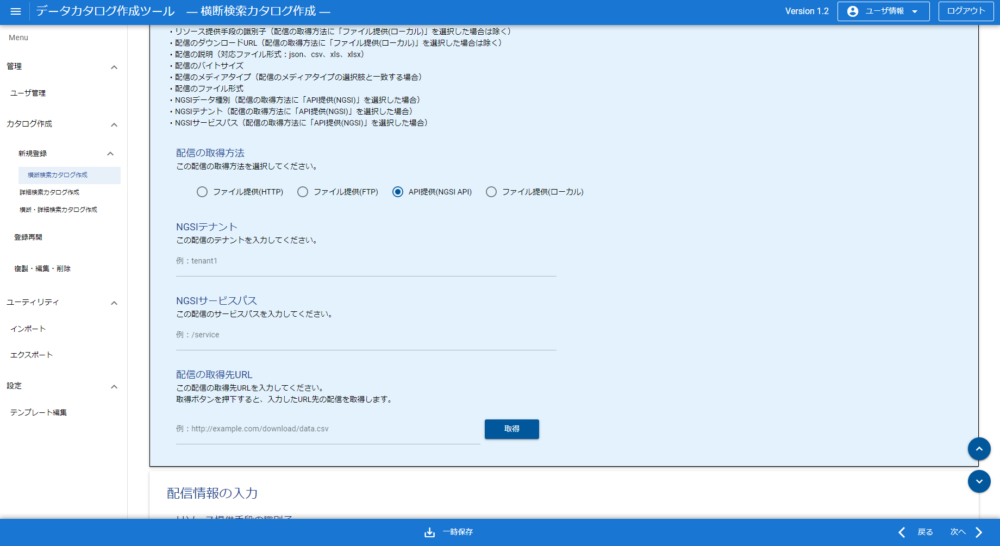 データカタログ作成ツール ― 横断検索カタログ作成 ―
Version 1.2
ユーザ情報
ログアウト
Menu
管理
ユーザ管理
カタログ作成
新規登録
横断検索カタログ作成
詳細検索カタログ作成
横断・詳細検索カタログ作成
登録再開
複製・編集・削除
ユーティリティ
インポート
エクスポート
設定
テンプレート編集
・リソース提供手段の識別子（配信の取得方法に「ファイル提供(ローカル)」を選択した場合は除く）
・配信のダウンロードURL（配信の取得方法に「ファイル提供(ローカル)」を選択した場合は除く）
・配信の説明（対応ファイル形式：json、csv、xls、xlsx）
・配信のバイトサイズ
・配信のメディアタイプ（配信のメディアタイプの選択肢と一致する場合）
・配信のファイル形式
・NGSIデータ種別（配信の取得方法に「API提供(NGSI)」を選択した場合）
・NGSIテナント（配信の取得方法に「API提供(NGSI)」を選択した場合）
・NGSIサービスパス（配信の取得方法に「API提供(NGSI)」を選択した場合）
配信の取得方法
この配信の取得方法を選択してください。
ファイル提供(HTTP) ファイル提供(FTP) API提供(NGSI API) ファイル提供(ローカル)
NGSIテナント
この配信のテナントを入力してください。
例：tenant1
NGSIサービスパス
この配信のサービスパスを入力してください。
例：/service
配信の取得先URL
この配信の取得先URLを入力してください。
取得ボタンを押下すると、入力したURL先の配信を取得します。
例：http://example.com/download/data.csv
取得
配信情報の入力
リソース提供手段の識別子
一時保存
戻る
次へ